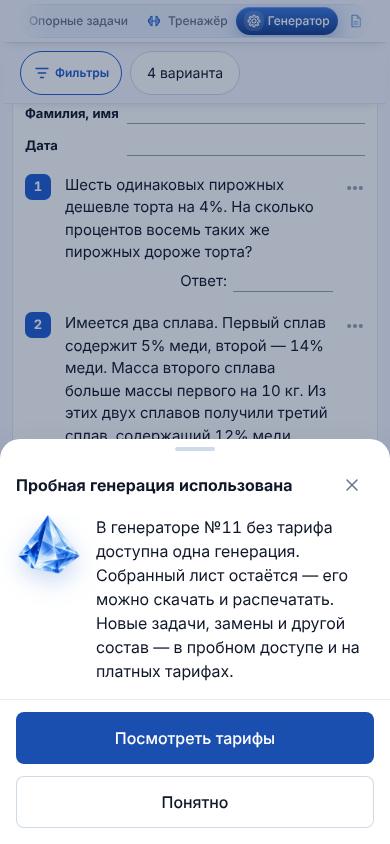 Опорные задачи
Тренажёр
Генератор
Фильтры
4 варианта
Фамилия, имя
Дата
1
Шесть одинаковых пирожных
дешевле торта на 4%. На сколько
процентов восемь таких же
пирожных дороже торта?
Ответ:
2
Имеется два сплава. Первый сплав
содержит 5% меди, второй — 14%
меди. Масса второго сплава
больше массы первого на 10 кг. Из
этих двух сплавов получили третий
сплав, содержащий 12% меди.
Пробная генерация использована
В генераторе №11 без тарифа
доступна одна генерация.
Собранный лист остаётся — его
можно скачать и распечатать.
Новые задачи, замены и другой
состав — в пробном доступе и на
платных тарифах.
Посмотреть тарифы
Понятно